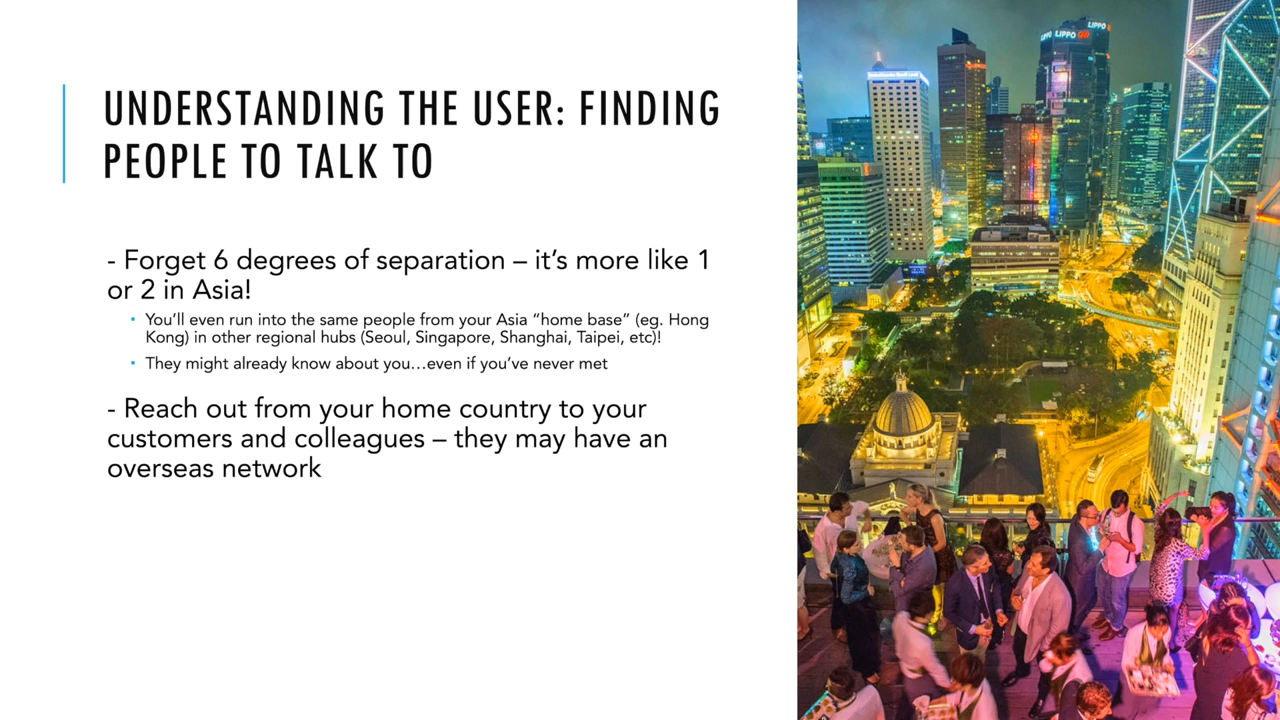 UNDERSTANDING THE USER: FINDING
PEOPLE TO TALK TO
- Forget 6 degrees of separation – it’s more like 1
or 2 in Asia!
• You’ll even run into the same people from your Asia “home base” (eg. Hong
Kong) in other regional hubs (Seoul, Singapore, Shanghai, Taipei, etc)!
• They might already know about you…even if you’ve never met
- Reach out from your home country to your
customers and colleagues – they may have an
overseas network
LIPPO
LIPPO
LIPPO